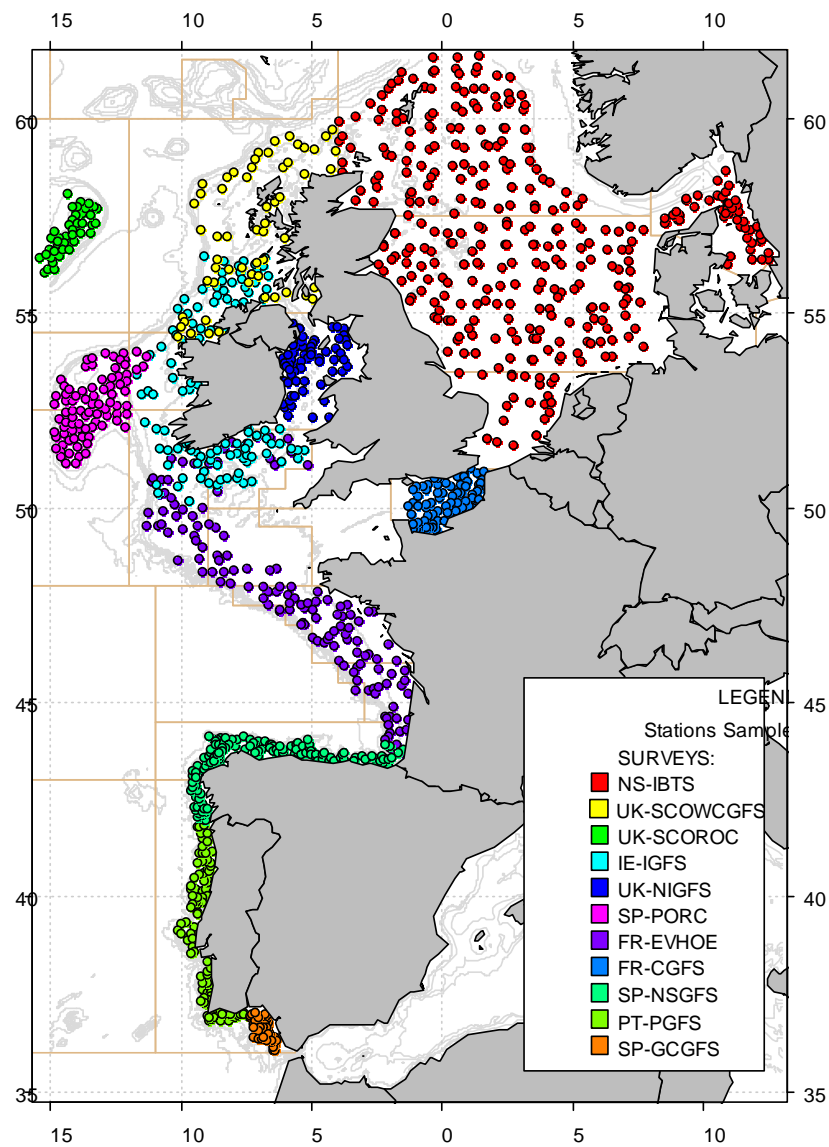 15 10 5 0 5 10
60 60
55 55
50 50
45 45
40 40
35 35
LEGEN
Stations Sample
SURVEYS:
NS-IBTS
UK-SCOWCGFS
UK-SCOROC
IE-IGFS
UK-NIGFS
SP-PORC
FR-EVHOE
FR-CGFS
SP-NSGFS
PT-PGFS
SP-GCGFS
15 10 5 0 5 10